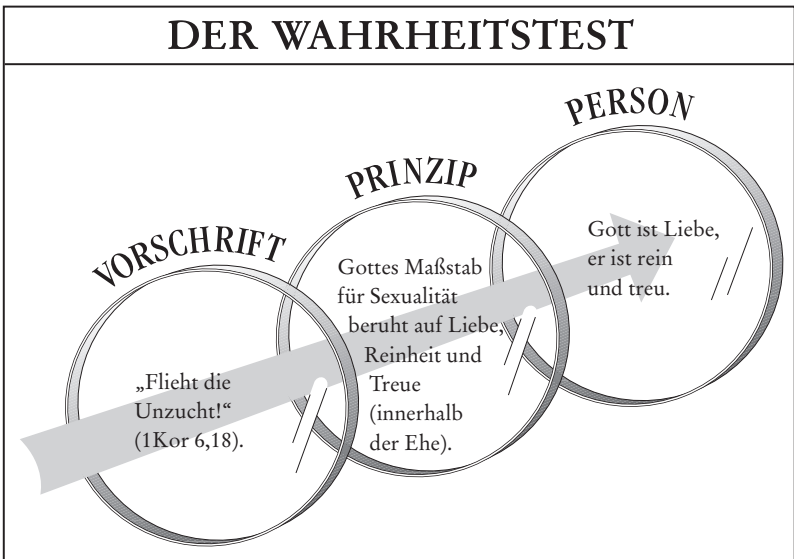 DER WAHRHEITSTEST
VORSCHRIFT
„Flieht die
Unzucht!“
(1Kor 6,18).
PRINZIP
Gottes Maßstab
für Sexualität
beruht auf Liebe,
Reinheit und
Treue
(innerhalb
der Ehe).
PERSON
Gott ist Liebe,
er ist rein
und treu.